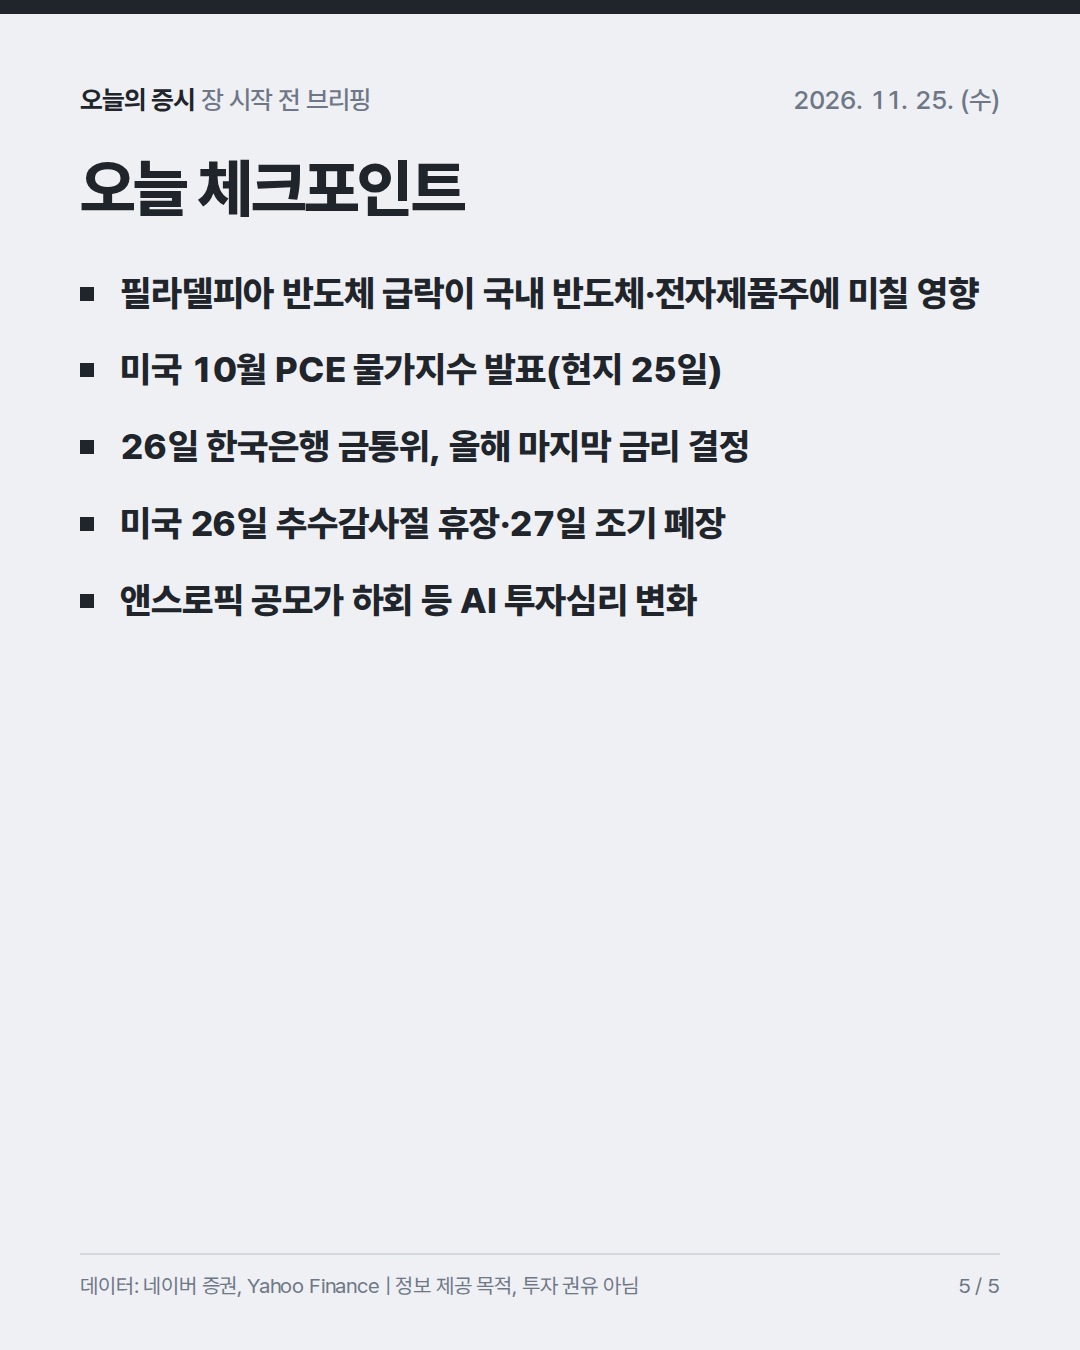 오늘의 증시 장 시작 전 브리핑
2026. 11. 25. (수)
오늘 체크포인트
■ 필라델피아 반도체 급락이 국내 반도체·전자제품주에 미칠 영향
■ 미국 10월 PCE 물가지수 발표(현지 25일)
■ 26일 한국은행 금통위, 올해 마지막 금리 결정
■ 미국 26일 추수감사절 휴장·27일 조기 폐장
■ 앤스로픽 공모가 하회 등 AI 투자심리 변화
데이터: 네이버 증권, Yahoo Finance | 정보 제공 목적, 투자 권유 아님
5 / 5